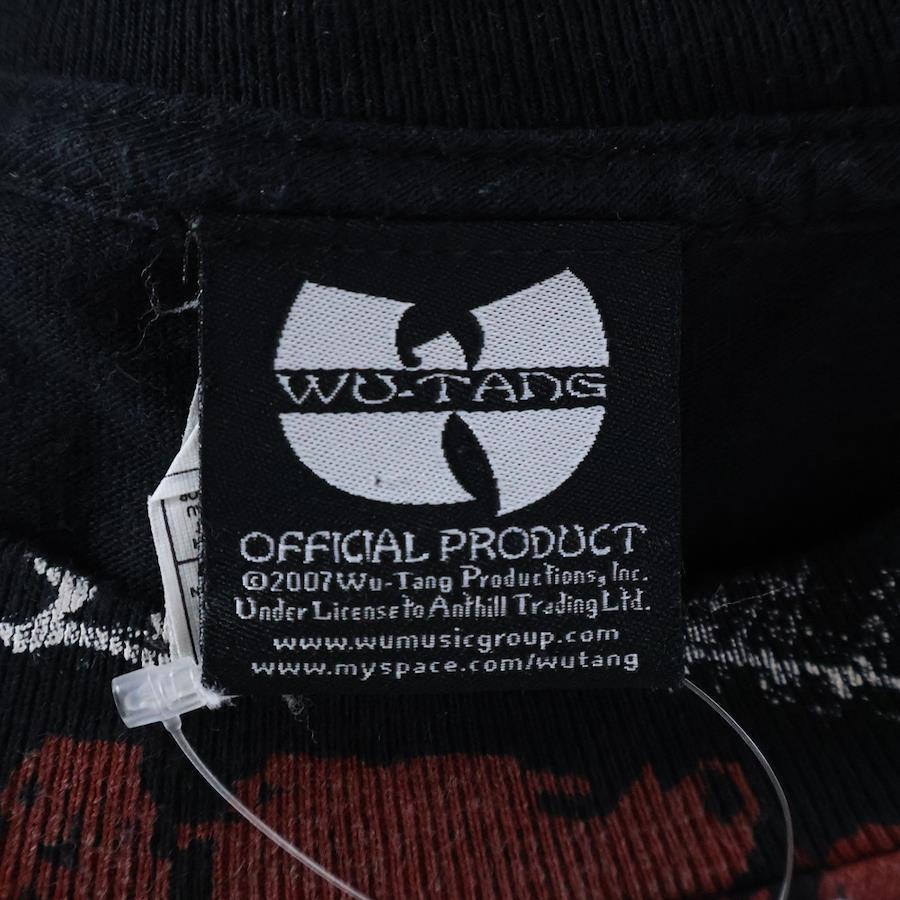 WU-TANG
OFFICIAL PRODUCT
©2007 Wu-Tang Productions, Inc.
Under License to Anthill Trading Ltd.
www.wumusicgroup.com
www.myspace.com/wutang